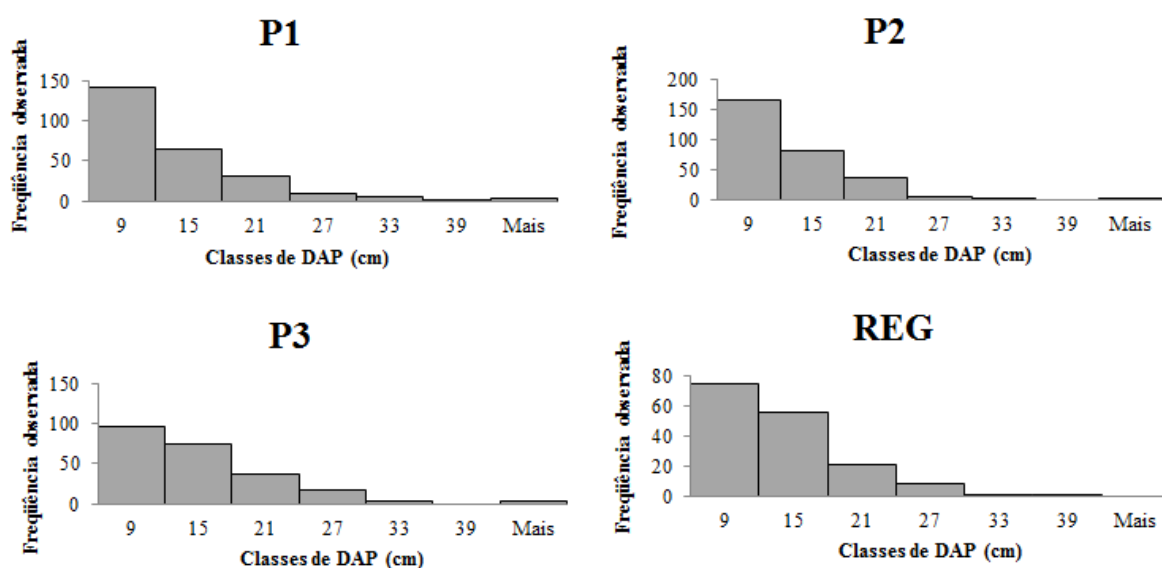 P1
Freqüência observada
150
100
50
0
9 15 21 27 33 39 Mais
Classes de DAP (cm)
P2
Freqüência observada
200
150
100
50
0
9 15 21 27 33 39 Mais
Classes de DAP (cm)
P3
Freqüência observada
150
100
50
0
9 15 21 27 33 39 Mais
Classes de DAP (cm)
REG
Freqüência observada
80
60
40
20
0
9 15 21 27 33 39 Mais
Classes de DAP (cm)